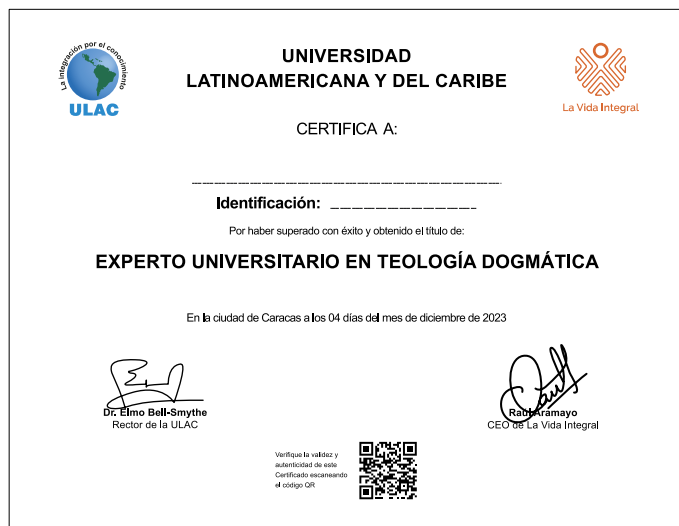 La integración por el conocimiento
ULAC
UNIVERSIDAD
LATINOAMERICANA Y DEL CARIBE
La Vida Integral
CERTIFICA A:
Identificación:
Por haber superado con éxito y obtenido el título de:
EXPERTO UNIVERSITARIO EN TEOLOGÍA DOGMÁTICA
En la ciudad de Caracas a los 04 días del mes de diciembre de 2023
Dr. Elmo Bell-Smythe
Rector de la ULAC
Raúl Aramayo
CEO de La Vida Integral
Verifique la validez y
autenticidad de este
Certificado escaneando
el código QR